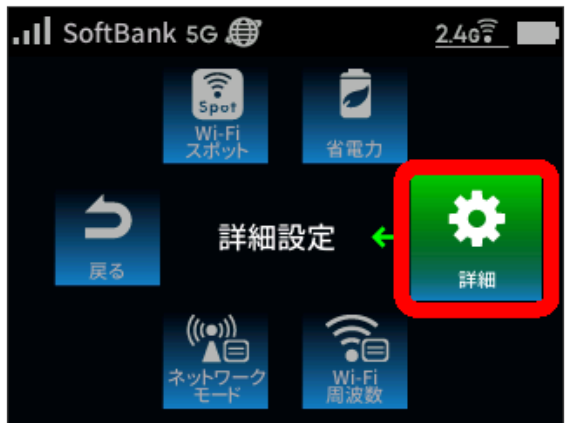 SoftBank 5G 2.4G
Spot
Wi-Fi
スポット
省電力
戻る
詳細設定
詳細
ネットワーク
モード
Wi-Fi
周波数